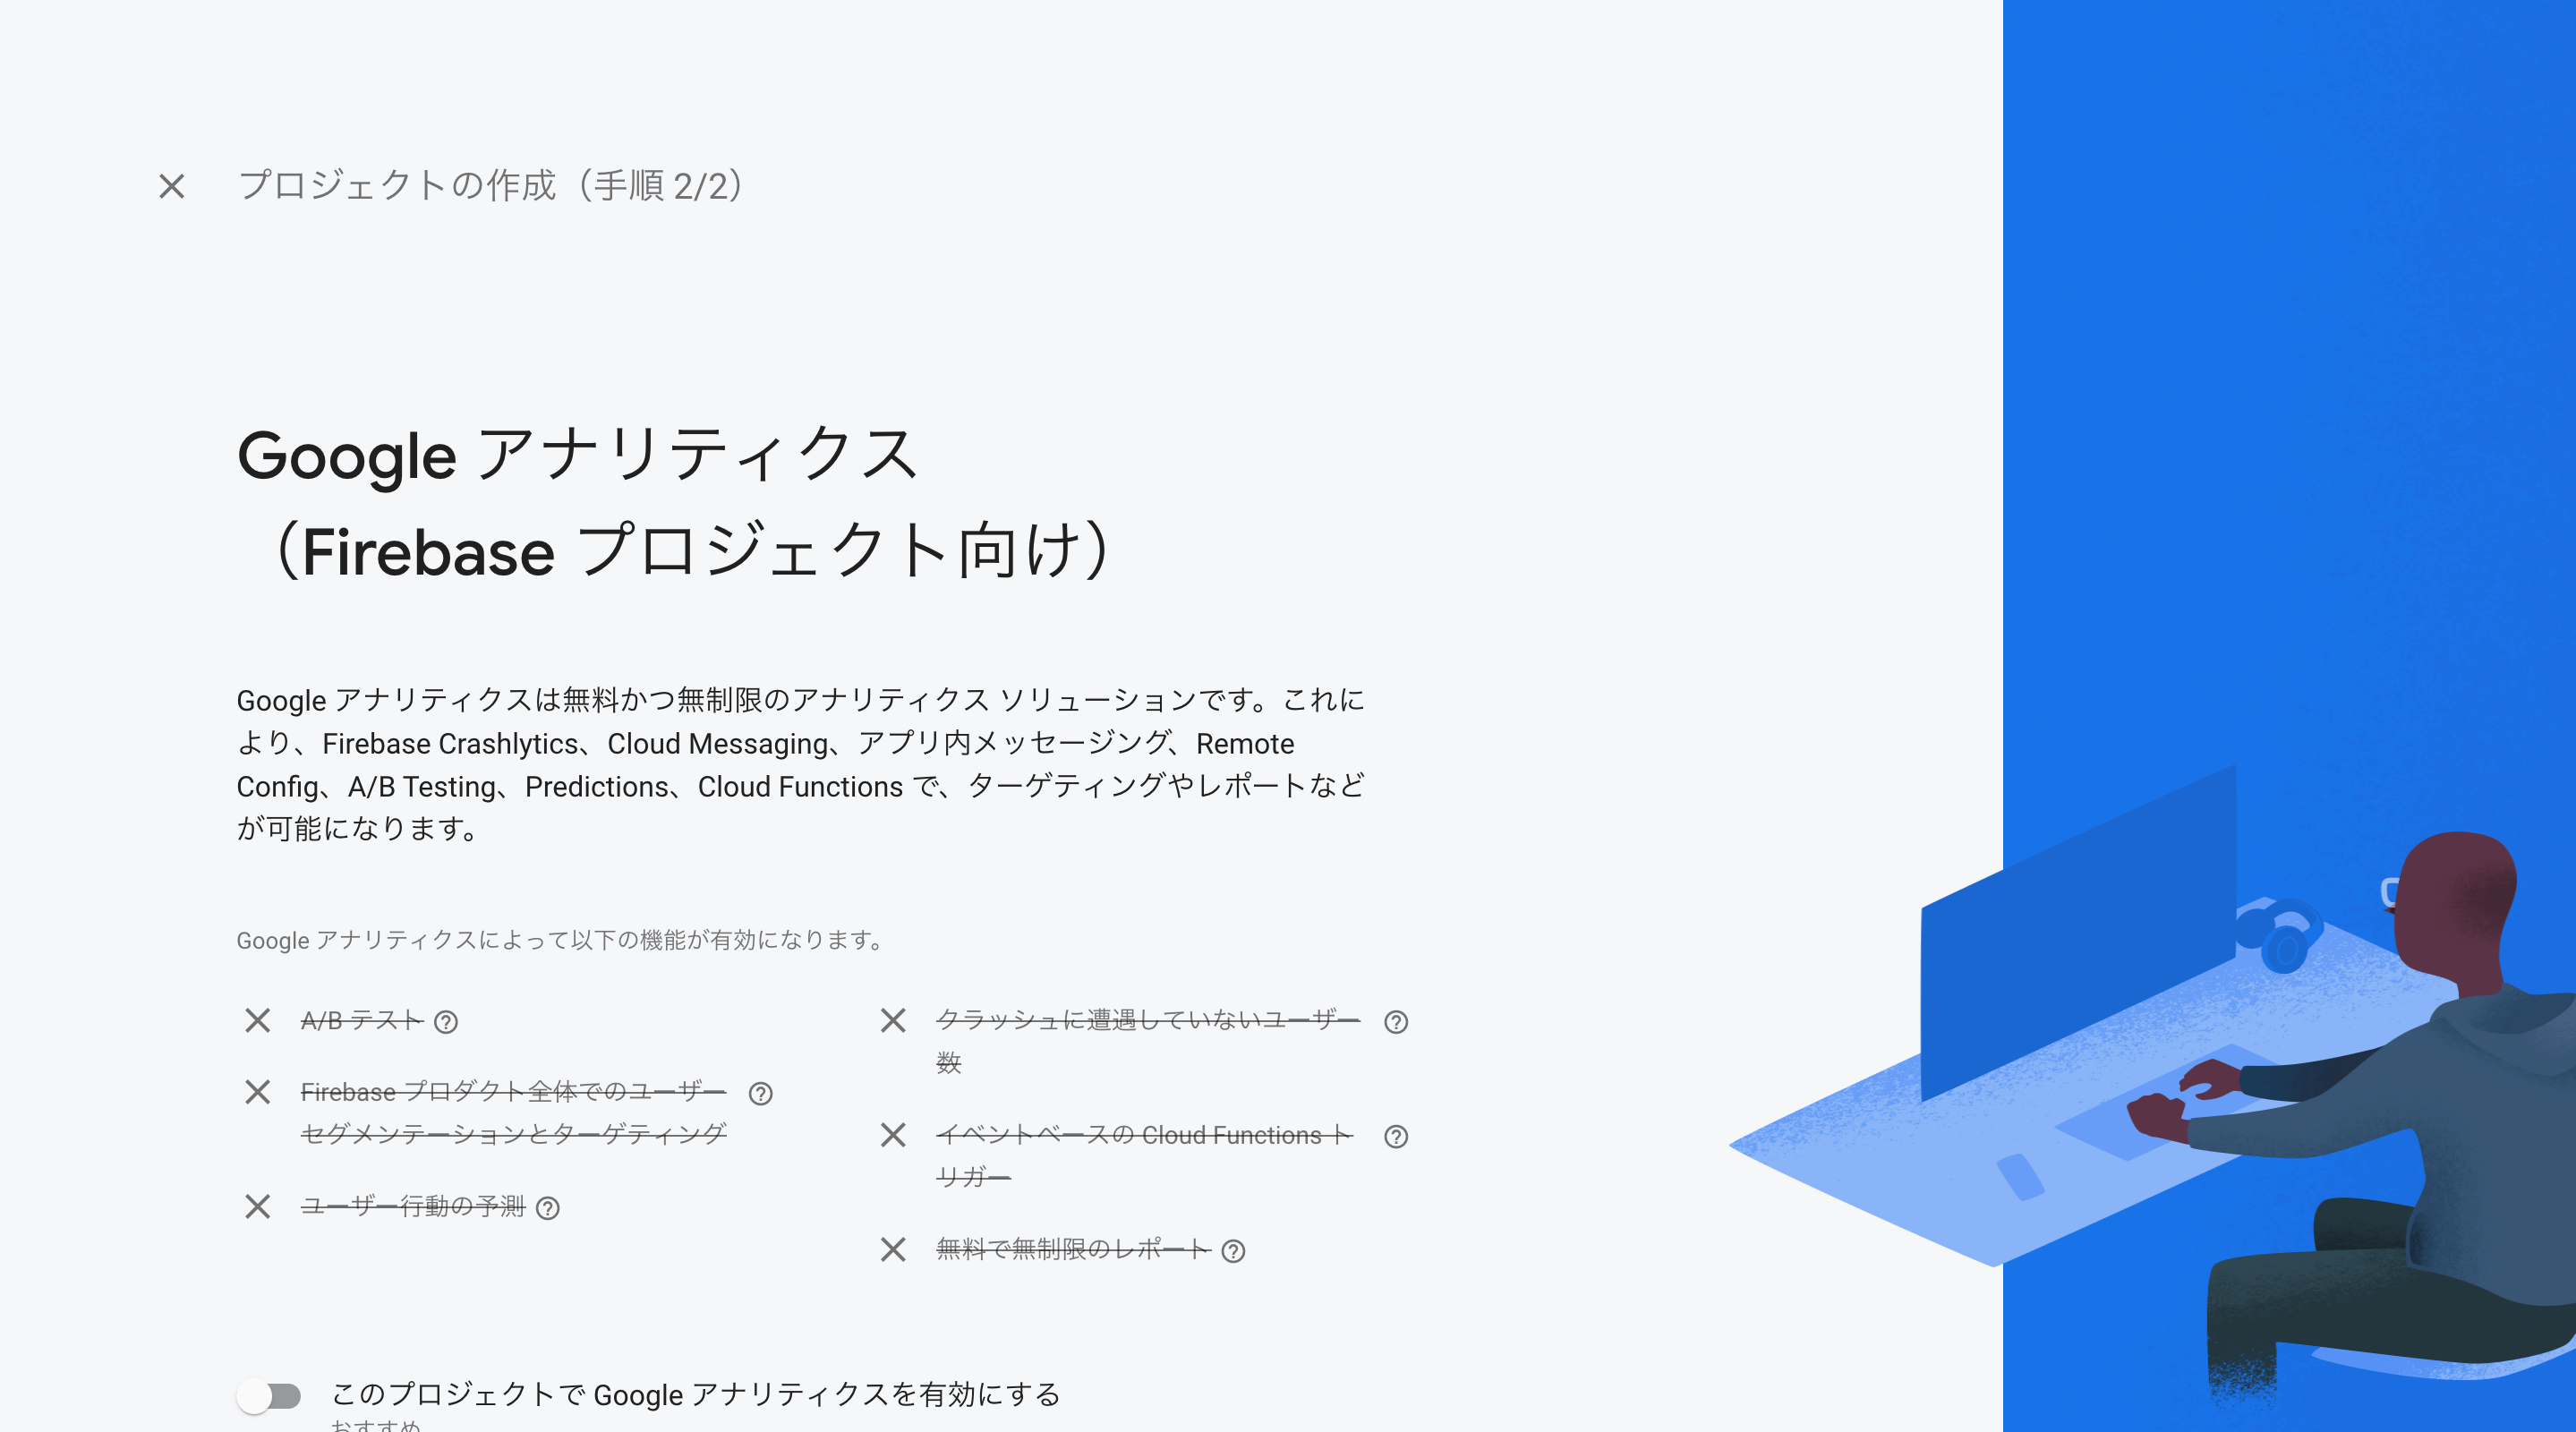 プロジェクトの作成（手順 2/2）
Google アナリティクス
（Firebase プロジェクト向け）
Google アナリティクスは無料かつ無制限のアナリティクス ソリューションです。これに
より、Firebase Crashlytics、Cloud Messaging、アプリ内メッセージング、Remote
Config、A/B Testing、Predictions、Cloud Functions で、ターゲティングやレポートなど
が可能になります。
Google アナリティクスによって以下の機能が有効になります。
A/B テスト
Firebase プロダクト全体でのユーザー
セグメンテーションとターゲティング
ユーザー行動の予測
クラッシュに遭遇していないユーザー
数
イベントベースの Cloud Functions ト
リガー
無料で無制限のレポート
このプロジェクトで Google アナリティクスを有効にする
おすすめ